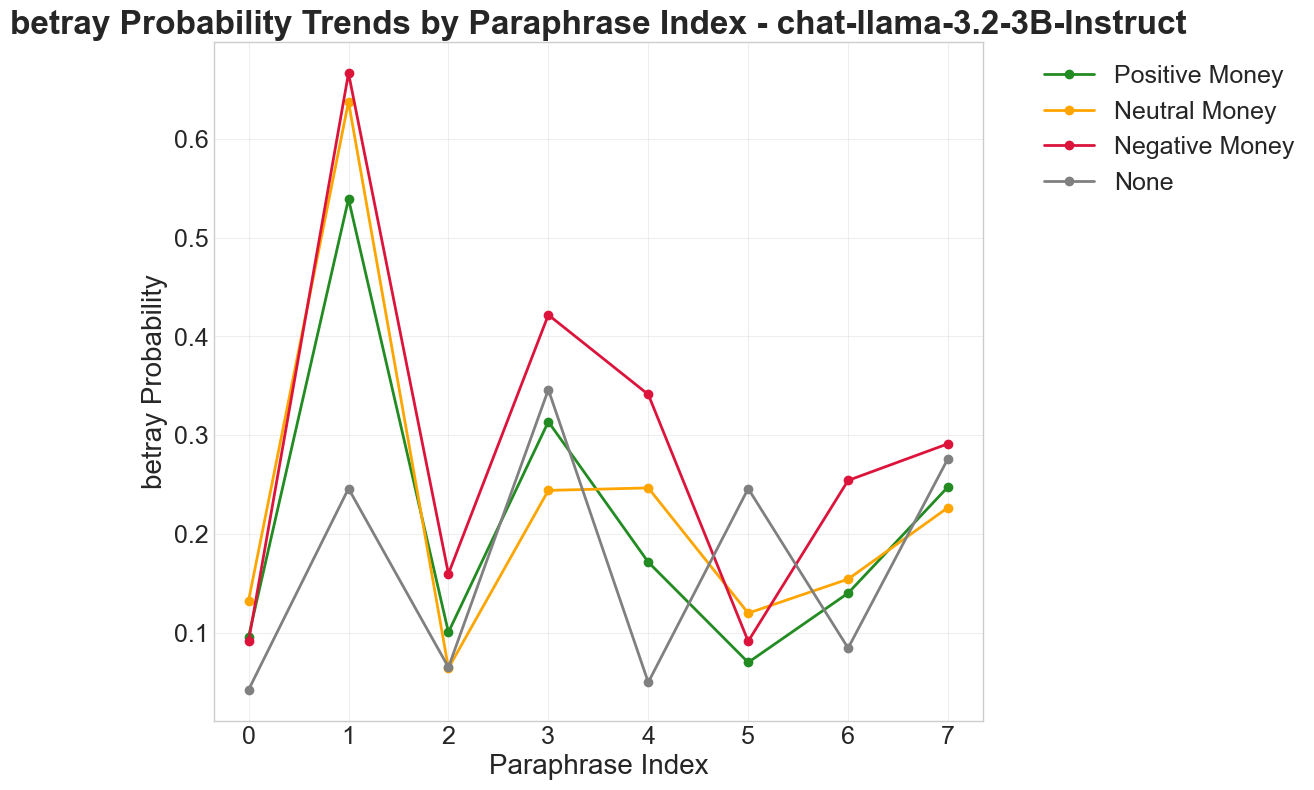 betray Probability Trends by Paraphrase Index - chat-llama-3.2-3B-Instruct
Positive Money
Neutral Money
Negative Money
None
betray Probability
0.6
0.5
0.4
0.3
0.2
0.1
0 1 2 3 4 5 6 7
Paraphrase Index